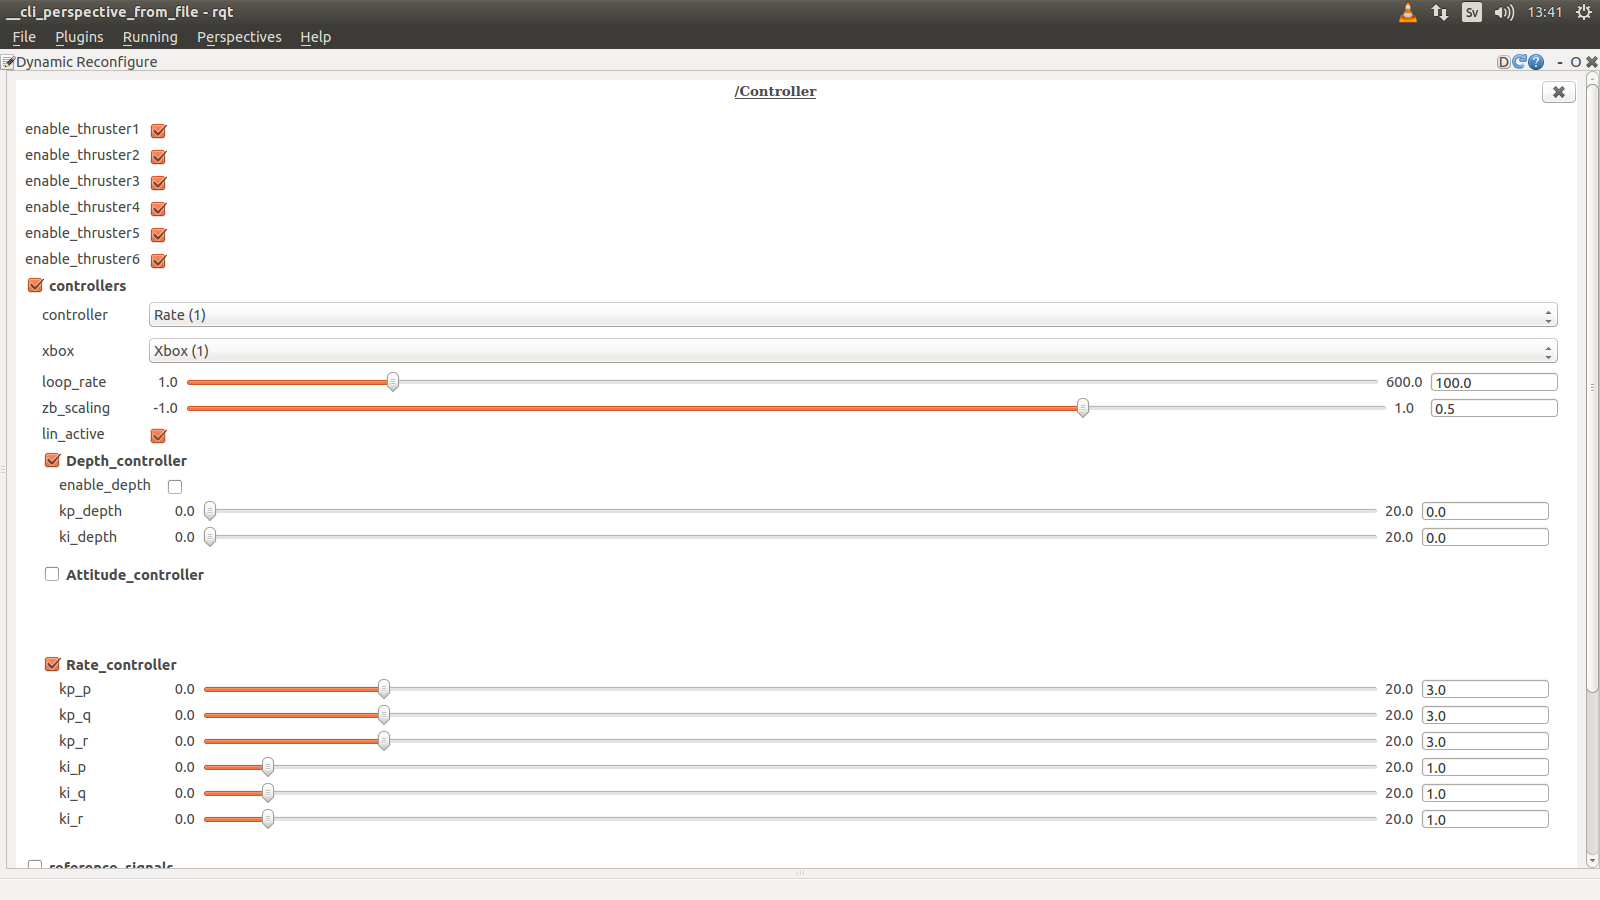 __cli_perspective_from_file - rqt
Sv 13:41
File Plugins Running Perspectives Help
Dynamic Reconfigure D ? - O
/Controller
enable_thruster1
enable_thruster2
enable_thruster3
enable_thruster4
enable_thruster5
enable_thruster6
controllers
controller Rate (1)
xbox Xbox (1)
loop_rate 1.0 600.0 100.0
zb_scaling -1.0 1.0 0.5
lin_active
Depth_controller
enable_depth
kp_depth 0.0 20.0 0.0
ki_depth 0.0 20.0 0.0
Attitude_controller
Rate_controller
kp_p 0.0 20.0 3.0
kp_q 0.0 20.0 3.0
kp_r 0.0 20.0 3.0
ki_p 0.0 20.0 1.0
ki_q 0.0 20.0 1.0
ki_r 0.0 20.0 1.0
reference_signals